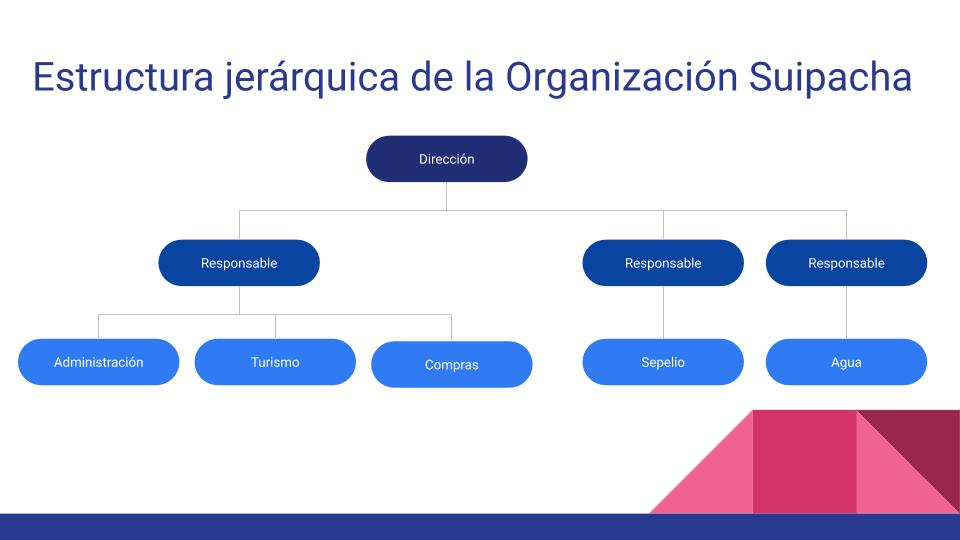 Estructura jerárquica de la Organización Suipacha
Dirección
Responsable
Responsable
Responsable
Administración
Turismo
Compras
Sepelio
Agua